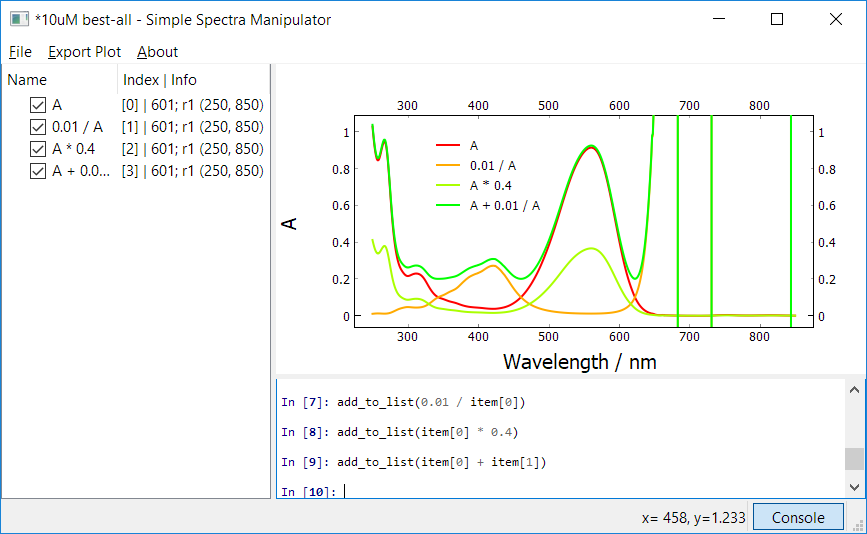 *10uM best-all - Simple Spectra Manipulator
File Export Plot About
Name Index | Info
A [0] | 601; r1 (250, 850)
0.01 / A [1] | 601; r1 (250, 850)
A * 0.4 [2] | 601; r1 (250, 850)
A + 0.0... [3] | 601; r1 (250, 850)
300 400 500 600 700 800
1 1
0.8 0.8
0.6 0.6
0.4 0.4
0.2 0.2
0 0
A
A
0.01 / A
A * 0.4
A + 0.01 / A
300 400 500 600 700 800
Wavelength / nm
In [7]: add_to_list(0.01 / item[0])
In [8]: add_to_list(item[0] * 0.4)
In [9]: add_to_list(item[0] + item[1])
In [10]:
x= 458, y=1.233 Console